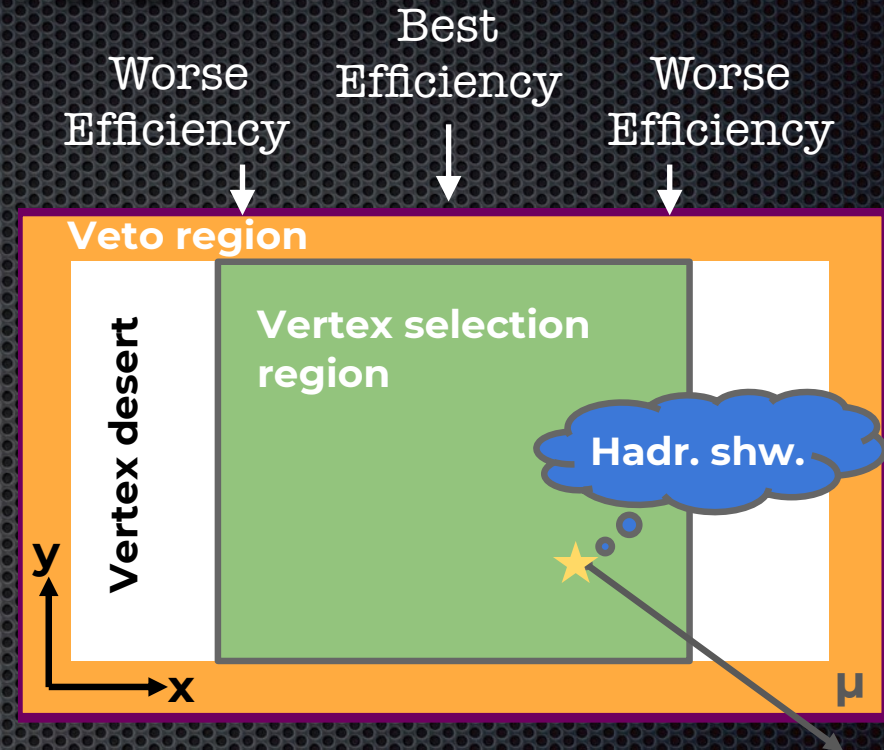 Best
Efficiency
Worse
Efficiency
Worse
Efficiency
Veto region
Vertex selection
region
Vertex desert
Hadr. shw.
y
x
μ